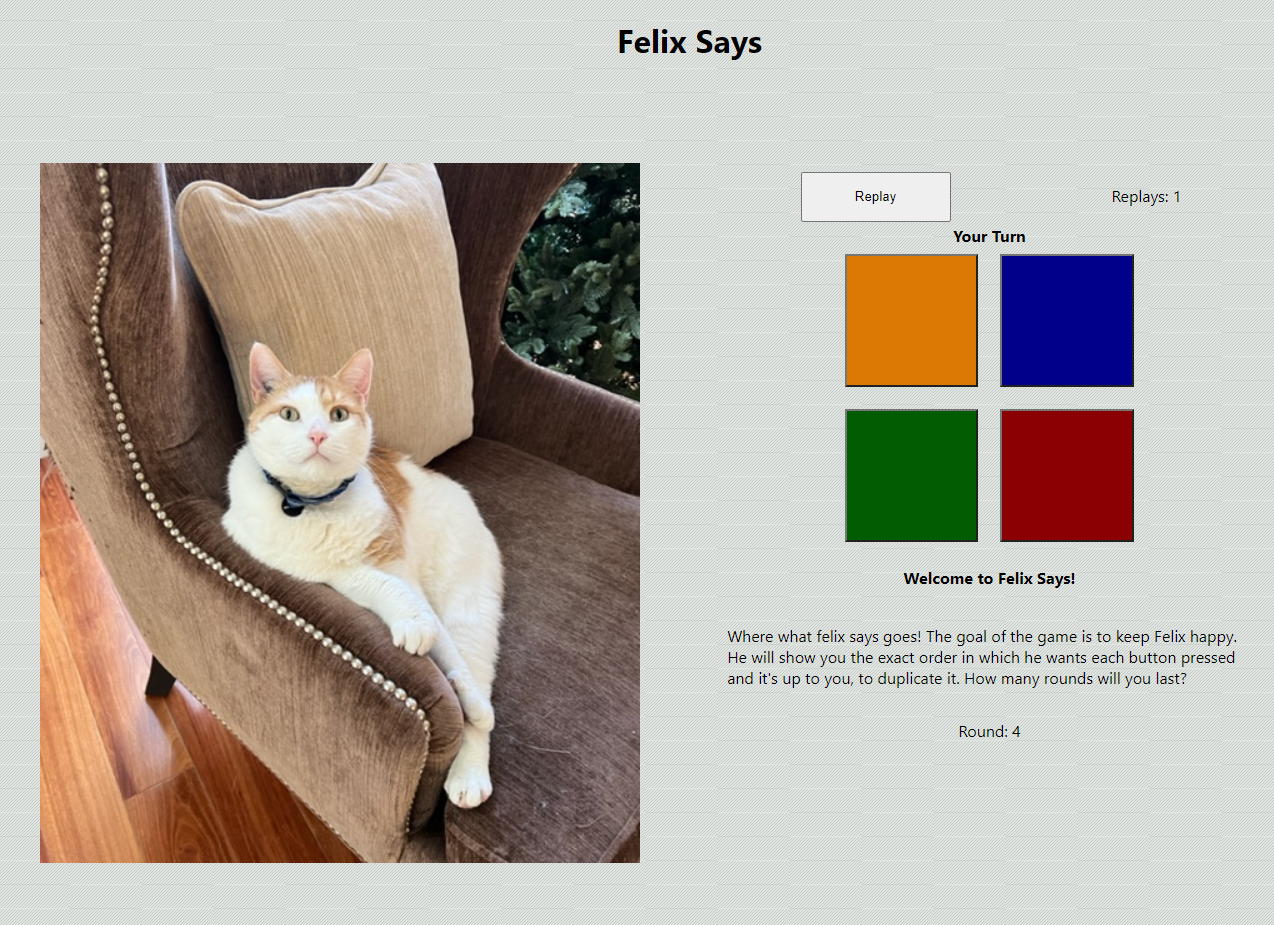 Felix Says
Replay
Replays: 1
Your Turn
Welcome to Felix Says!
Where what felix says goes! The goal of the game is to keep Felix happy.
He will show you the exact order in which he wants each button pressed
and it's up to you, to duplicate it. How many rounds will you last?
Round: 4